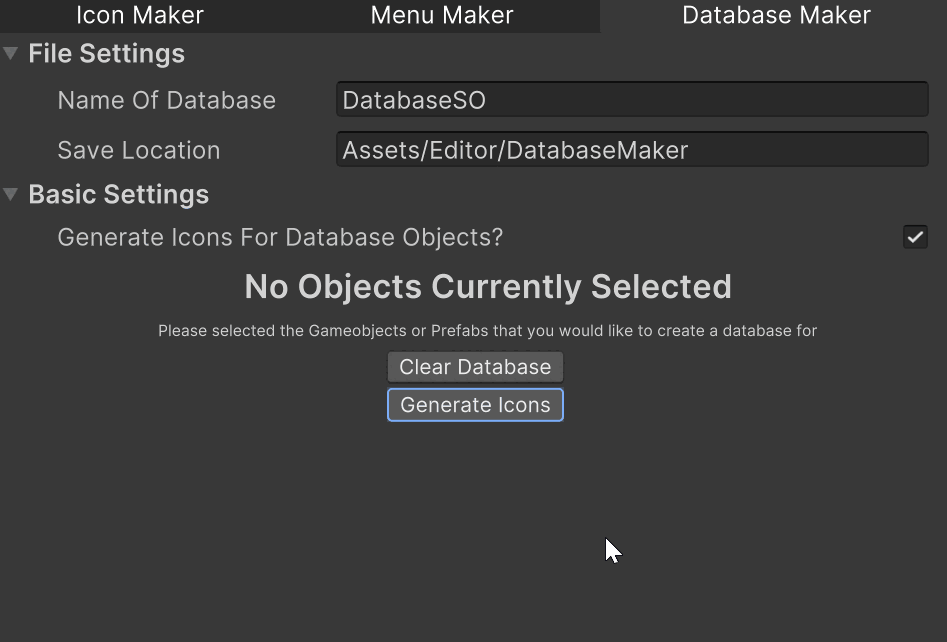 Icon Maker Menu Maker Database Maker
File Settings
Name Of Database DatabaseSO
Save Location Assets/Editor/DatabaseMaker
Basic Settings
Generate Icons For Database Objects?
No Objects Currently Selected
Please selected the Gameobjects or Prefabs that you would like to create a database for
Clear Database
Generate Icons